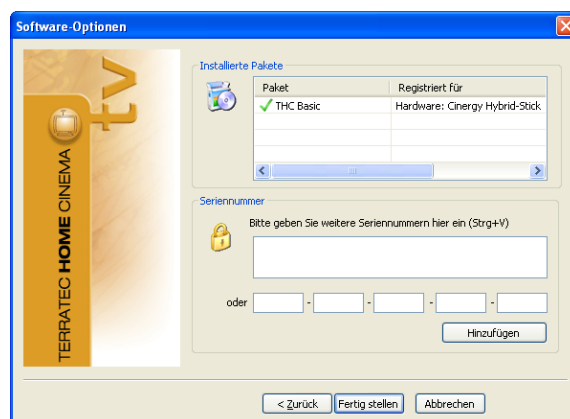 Software-Optionen
tv
TERRATEC HOME CINEMA
Installierte Pakete
Paket Registriert für
THC Basic Hardware: Cinergy Hybrid-Stick
Seriennummer
Bitte geben Sie weitere Seriennummern hier ein (Strg+V)
oder - - - -
Hinzufügen
< Zurück Fertig stellen Abbrechen